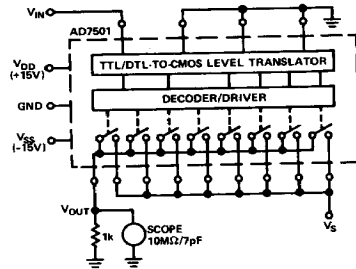 VIN
AD7501
VDD
(+15V)
TTL/DTL-TO-CMOS LEVEL TRANSLATOR
GND
DECODER/DRIVER
VSS
(-15V)
VOUT
1k
SCOPE
10MΩ/7pF
VS